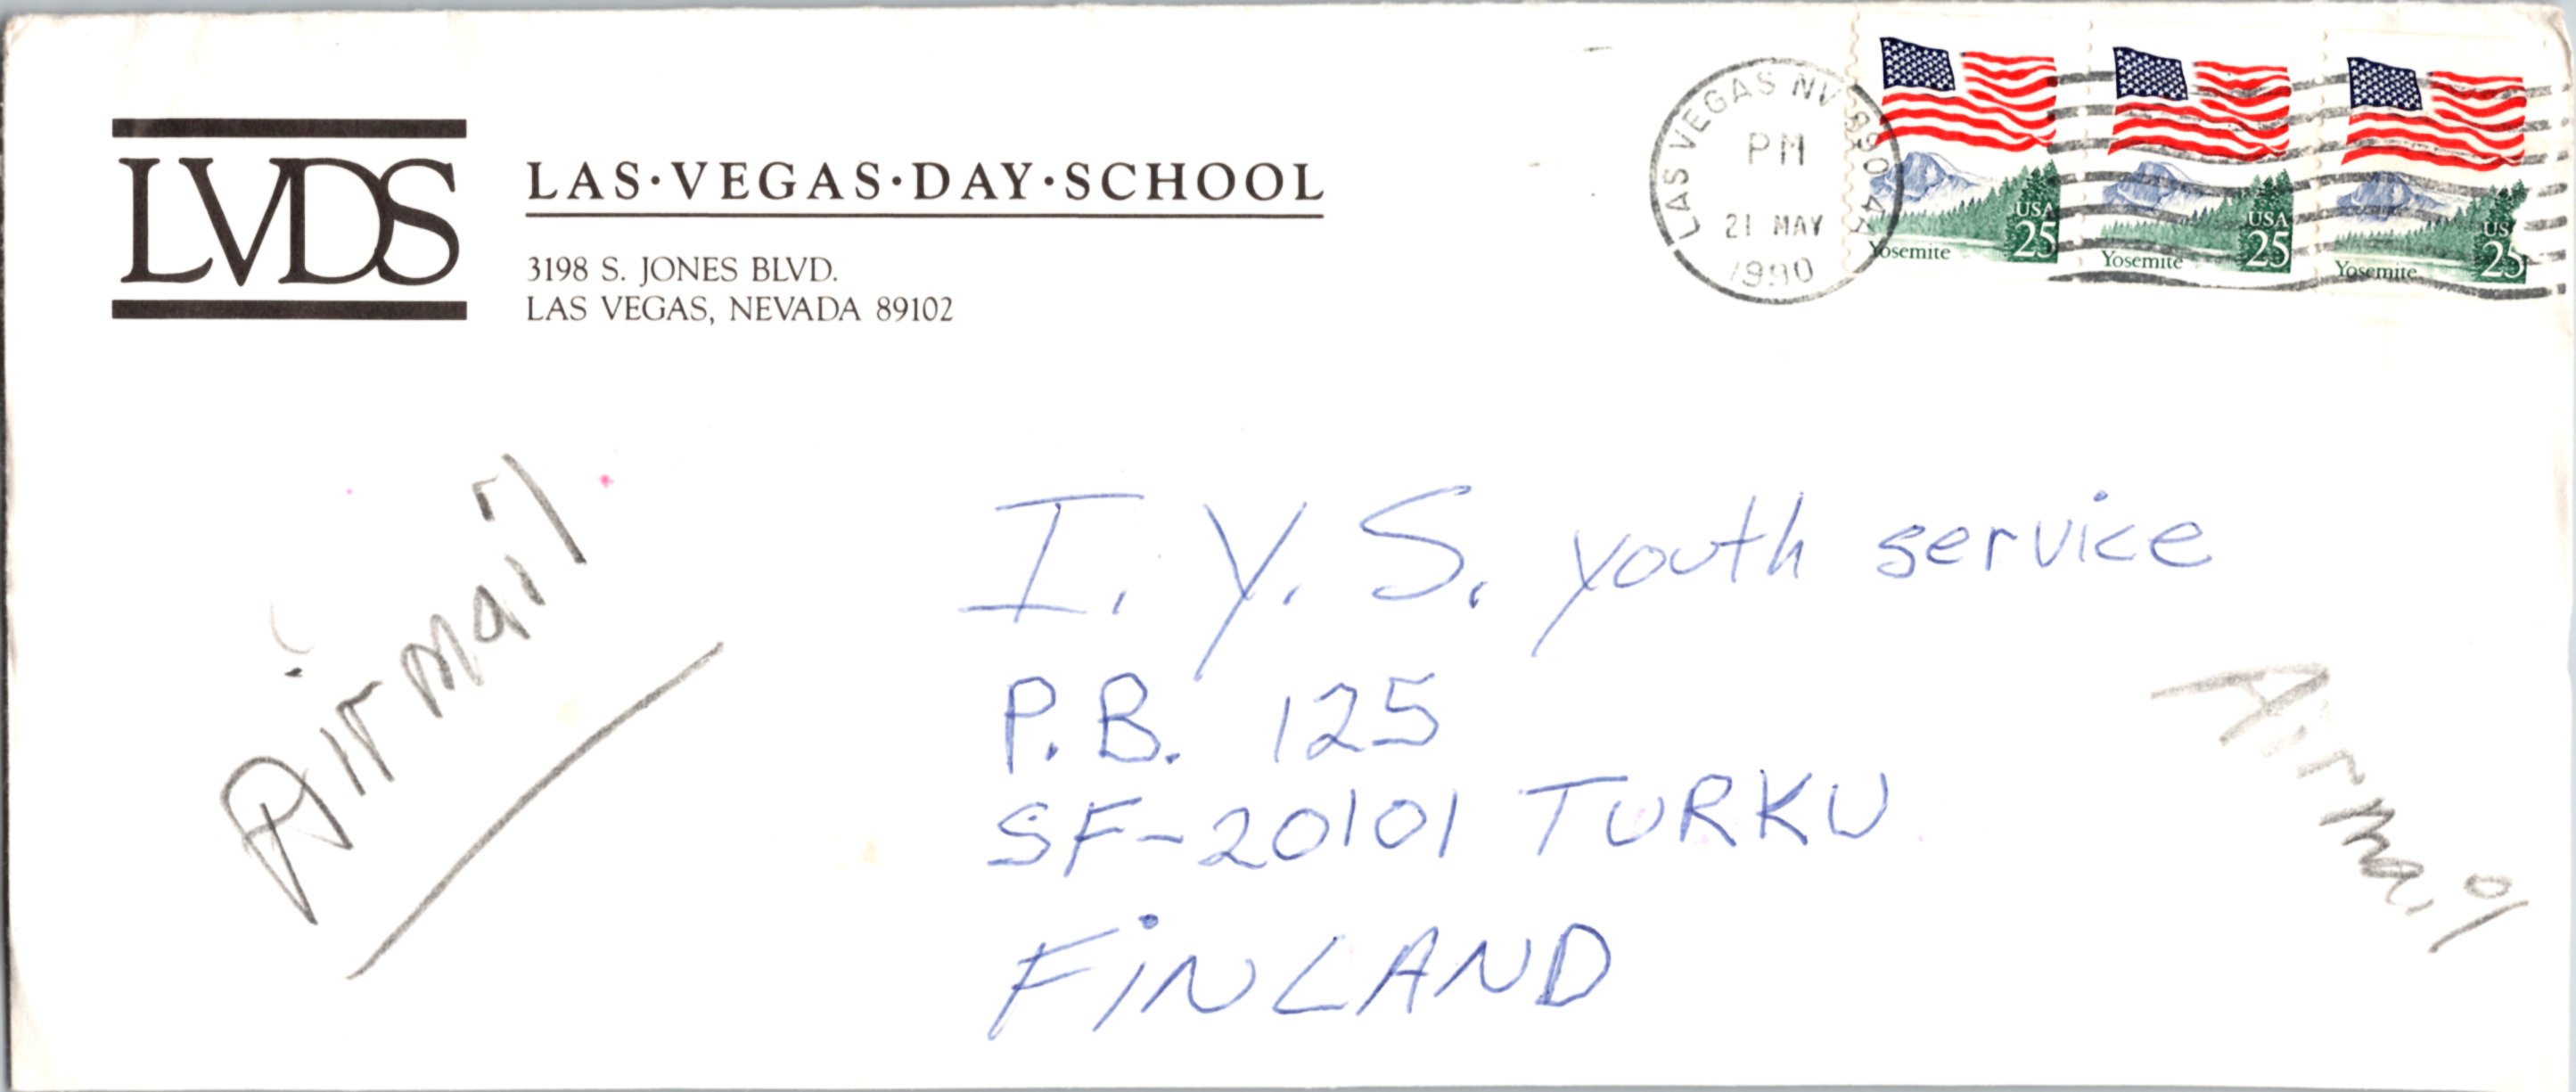 LVDS
LAS·VEGAS·DAY·SCHOOL
3198 S. JONES BLVD.
LAS VEGAS, NEVADA 89102
LAS VEGAS NV
PM
21 MAY
1990
USA
25
Yosemite
USA
25
Yosemite
US
25
Yosemite
Airmail
I. Y. S. youth service
P.B. 125
SF-20101 TURKU
FiNLAND
Airmail